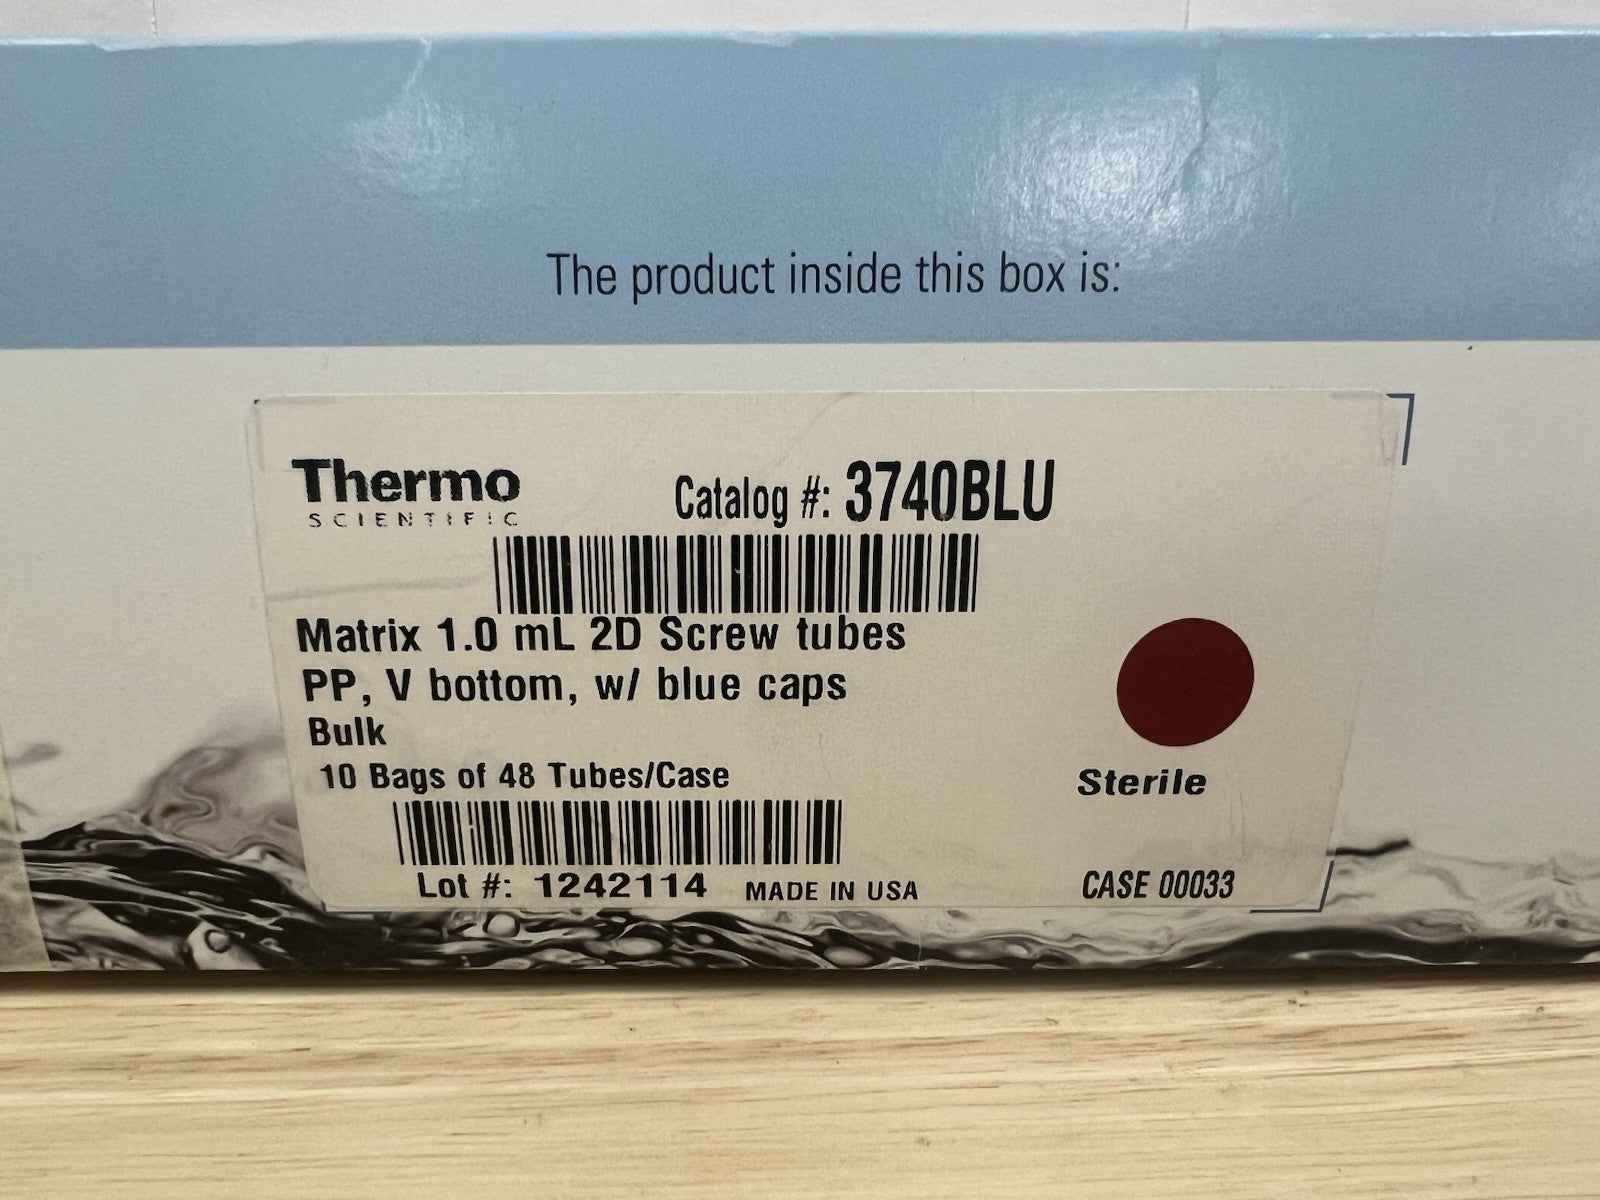 The product inside this box is:
Thermo
SCIENTIFIC
Catalog #: 3740BLU
Matrix 1.0 mL 2D Screw tubes
PP, V bottom, w/ blue caps
Bulk
10 Bags of 48 Tubes/Case
Sterile
Lot #: 1242114 MADE IN USA
CASE 00033